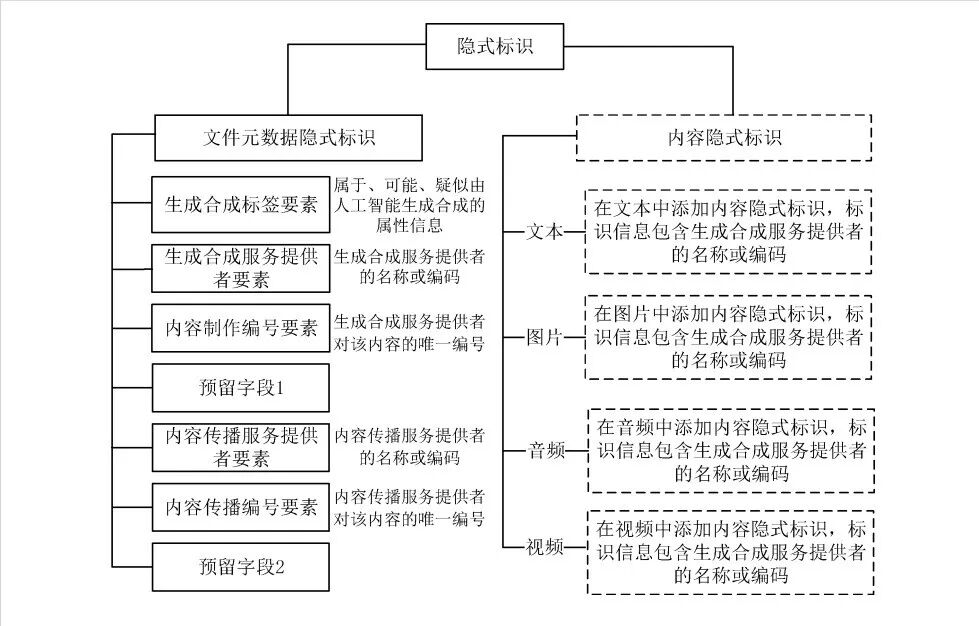 隐式标识
文件元数据隐式标识
生成合成标签要素
属于、可能、疑似由
人工智能生成合成的
属性信息
生成合成服务提供
者要素
生成合成服务提供者
的名称或编码
内容制作编号要素
生成合成服务提供者
对该内容的唯一编号
预留字段1
内容传播服务提供
者要素
内容传播服务提供者
的名称或编码
内容传播编号要素
内容传播服务提供者
对该内容的唯一编号
预留字段2
内容隐式标识
文本
在文本中添加内容隐式标识，标
识信息包含生成合成服务提供者
的名称或编码
图片
在图片中添加内容隐式标识，标
识信息包含生成合成服务提供者
的名称或编码
音频
在音频中添加内容隐式标识，标
识信息包含生成合成服务提供者
的名称或编码
视频
在视频中添加内容隐式标识，标
识信息包含生成合成服务提供者
的名称或编码